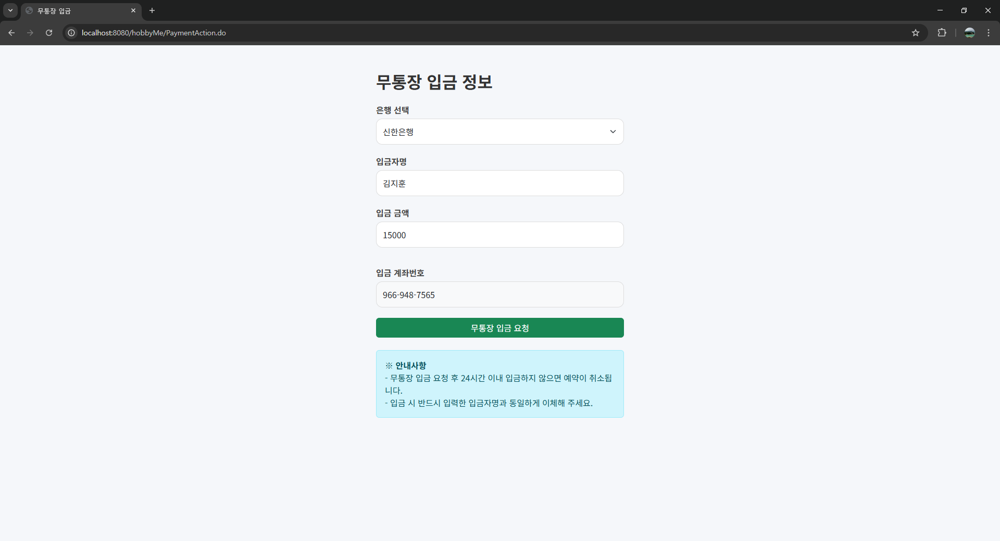 무통장 입금
localhost:8080/hobbyMe/PaymentAction.do
무통장 입금 정보
은행 선택
신한은행
입금자명
김지훈
입금 금액
15000
입금 계좌번호
966-948-7565
무통장 입금 요청
※ 안내사항
- 무통장 입금 요청 후 24시간 이내 입금하지 않으면 예약이 취소됩
니다.
- 입금 시 반드시 입력한 입금자명과 동일하게 이체해 주세요.